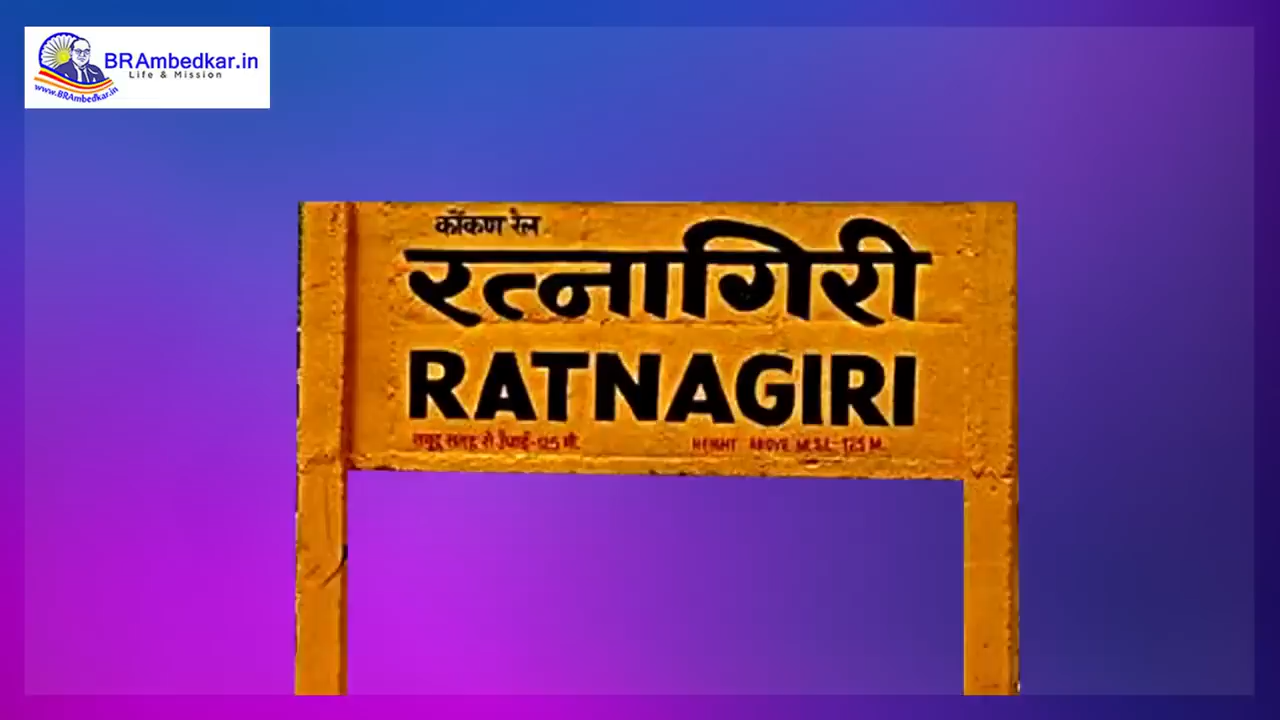 BRAmbedkar.in
Life & Mission
www.BRAmbedkar.in
कोंकण रेल
रत्नागिरी
RATNAGIRI
समुद्र सतह से ऊँचाई-125 मी.
HEIGHT ABOVE M.S.L-125 M.